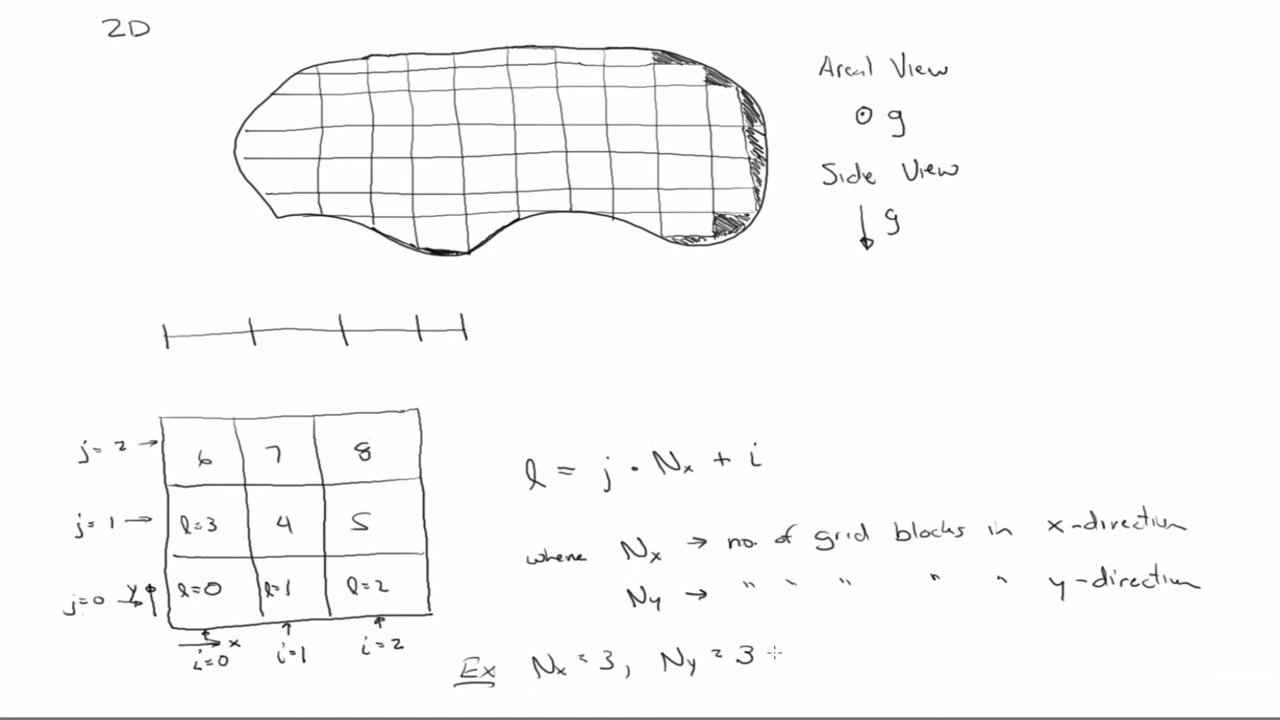 2D
Areal View
⊙ g
Side View
↓ g
j=2 →
6 7 8
j=1 →
l=3 4 5
j=0 →
y
l=0 l=1 l=2
x
i=0 i=1 i=2
l = j · Nx + i
where Nx → no. of grid blocks in x-direction
Ny → " " " " " y-direction
Ex Nx = 3, Ny = 3